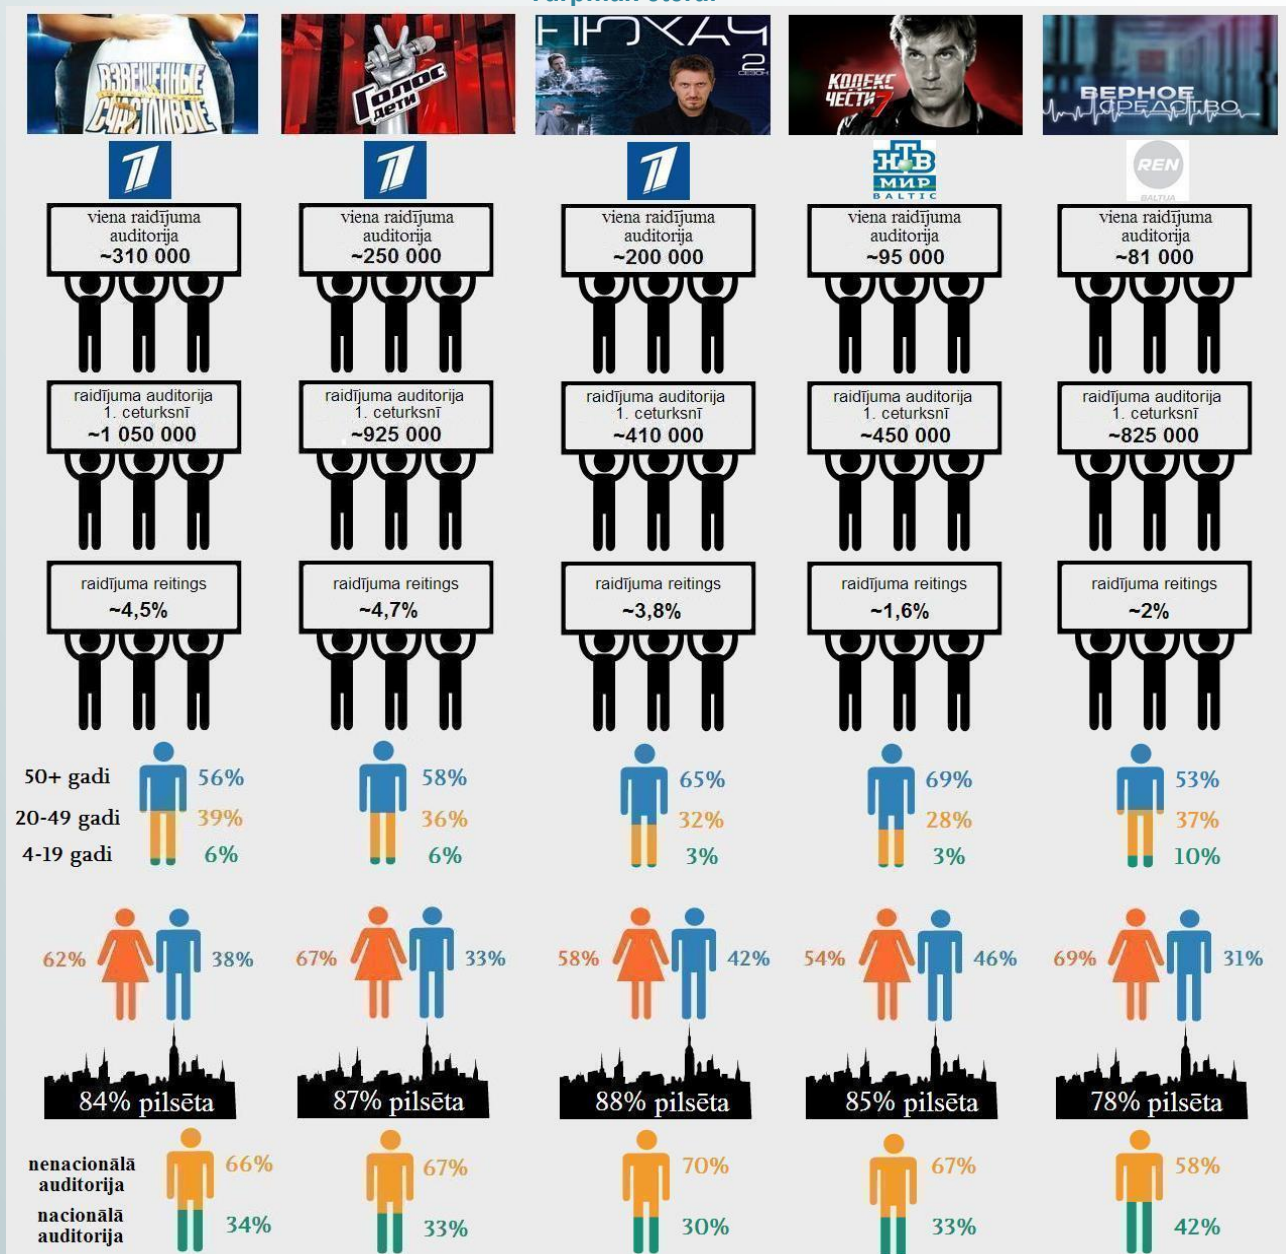 ВЗВЕШЕННЫЕ
СЧАСТЛИВЫЕ
Голос
дети
НЮХАЧ
2
СЕЗОН
КОДЕКС
ЧЕСТИ 7
ВЕРНОЕ
СРЕДСТВО
1
1
1
НТВ
МИР
BALTIC
REN
BALTIJA
viena raidījuma
auditorija
~310 000
viena raidījuma
auditorija
~250 000
viena raidījuma
auditorija
~200 000
viena raidījuma
auditorija
~95 000
viena raidījuma
auditorija
~81 000
raidījuma auditorija
1. ceturksnī
~1 050 000
raidījuma auditorija
1. ceturksnī
~925 000
raidījuma auditorija
1. ceturksnī
~410 000
raidījuma auditorija
1. ceturksnī
~450 000
raidījuma auditorija
1. ceturksnī
~825 000
raidījuma reitings
~4,5%
raidījuma reitings
~4,7%
raidījuma reitings
~3,8%
raidījuma reitings
~1,6%
raidījuma reitings
~2%
50+ gadi 56% 58% 65% 69% 53%
20-49 gadi 39% 36% 32% 28% 37%
4-19 gadi 6% 6% 3% 3% 10%
62% 38% 67% 33% 58% 42% 54% 46% 69% 31%
84% pilsēta 87% pilsēta 88% pilsēta 85% pilsēta 78% pilsēta
nenacionālā
auditorija
66% 67% 70% 67% 58%
nacionālā
auditorija
34% 33% 30% 33% 42%